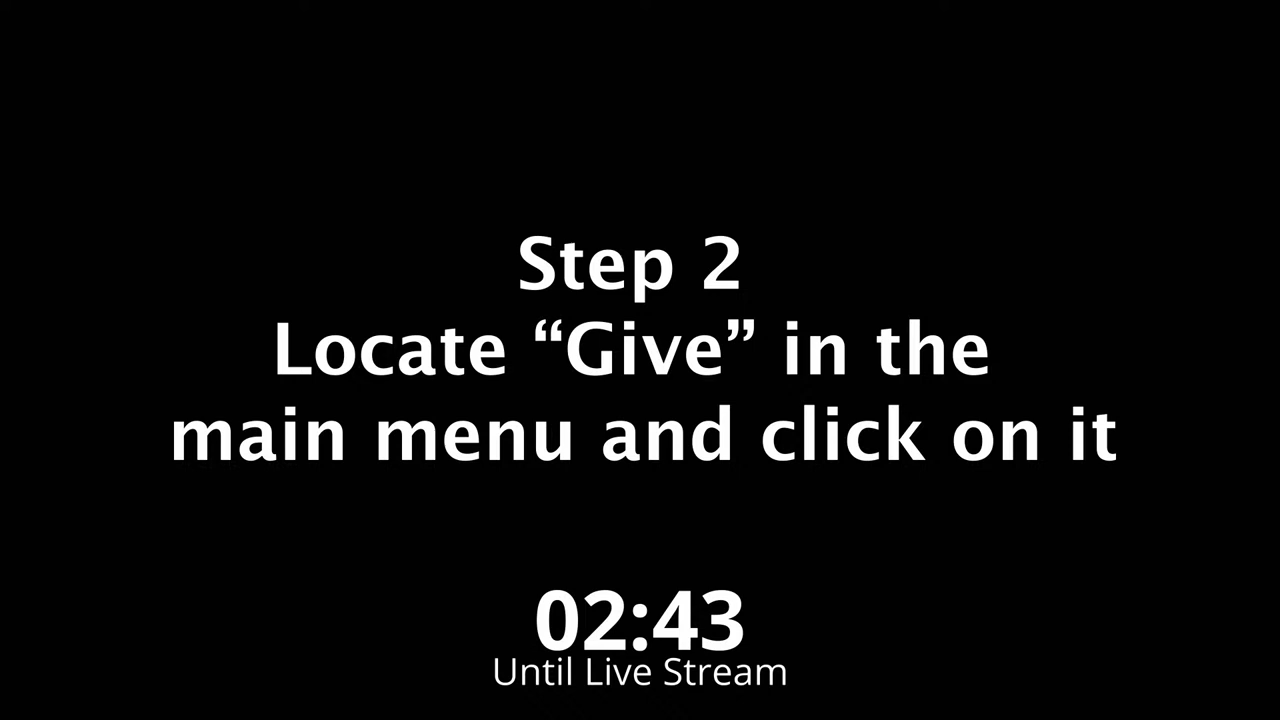 Step 2
Locate “Give” in the
main menu and click on it
02:43
Until Live Stream